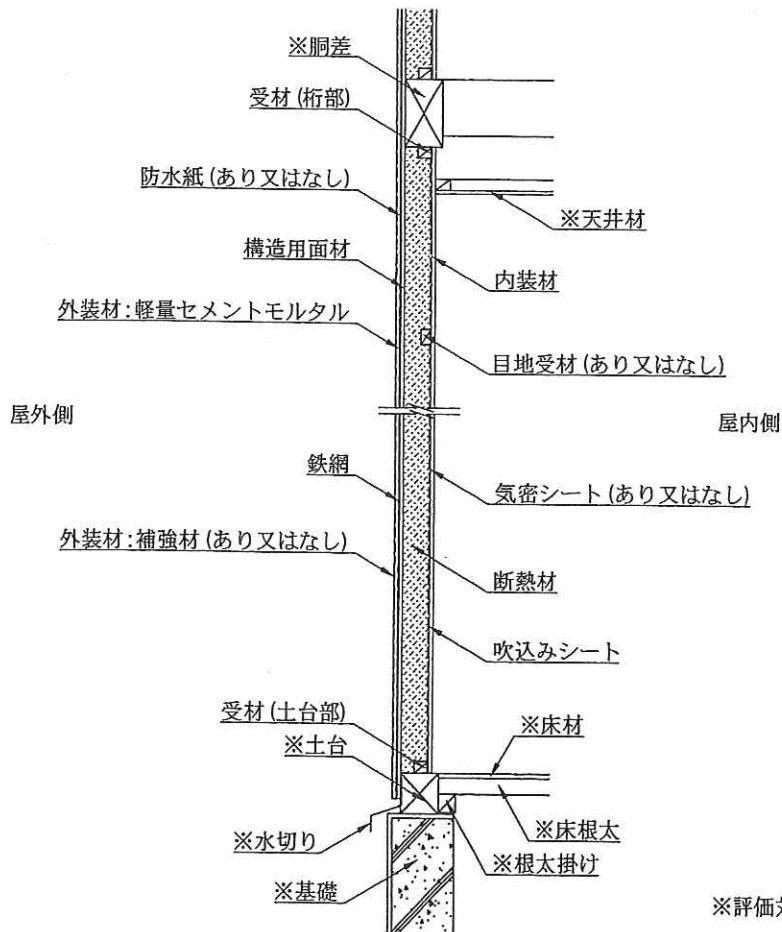 ※胴差
受材(桁部)
防水紙(あり又はなし)
※天井材
構造用面材
内装材
外装材:軽量セメントモルタル
目地受材(あり又はなし)
屋外側
屋内側
鉄網
気密シート(あり又はなし)
外装材:補強材(あり又はなし)
断熱材
吹込みシート
受材(土台部)
※床材
※土台
※床根太
※水切り
※根太掛け
※基礎
※評価